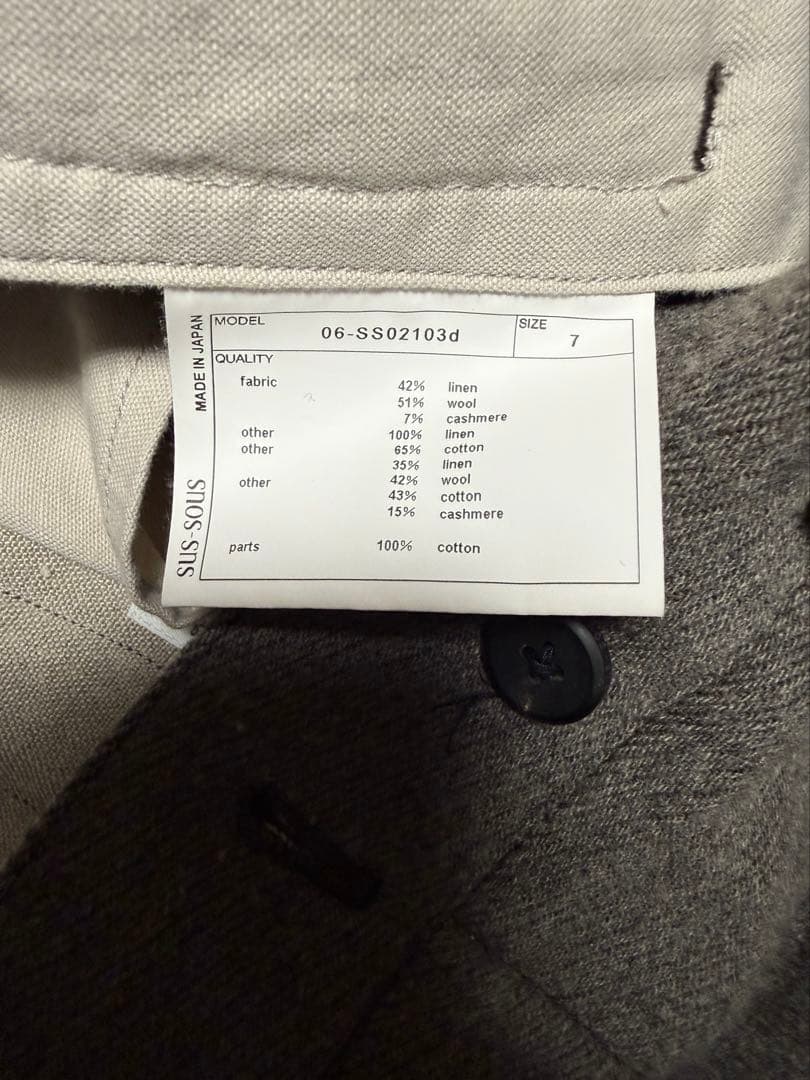 MADE IN JAPAN
sus-sous
MODEL 06-SS02103d SIZE 7
QUALITY
fabric 42% linen
51% wool
7% cashmere
other 100% linen
other 65% cotton
35% linen
other 42% wool
43% cotton
15% cashmere
parts 100% cotton